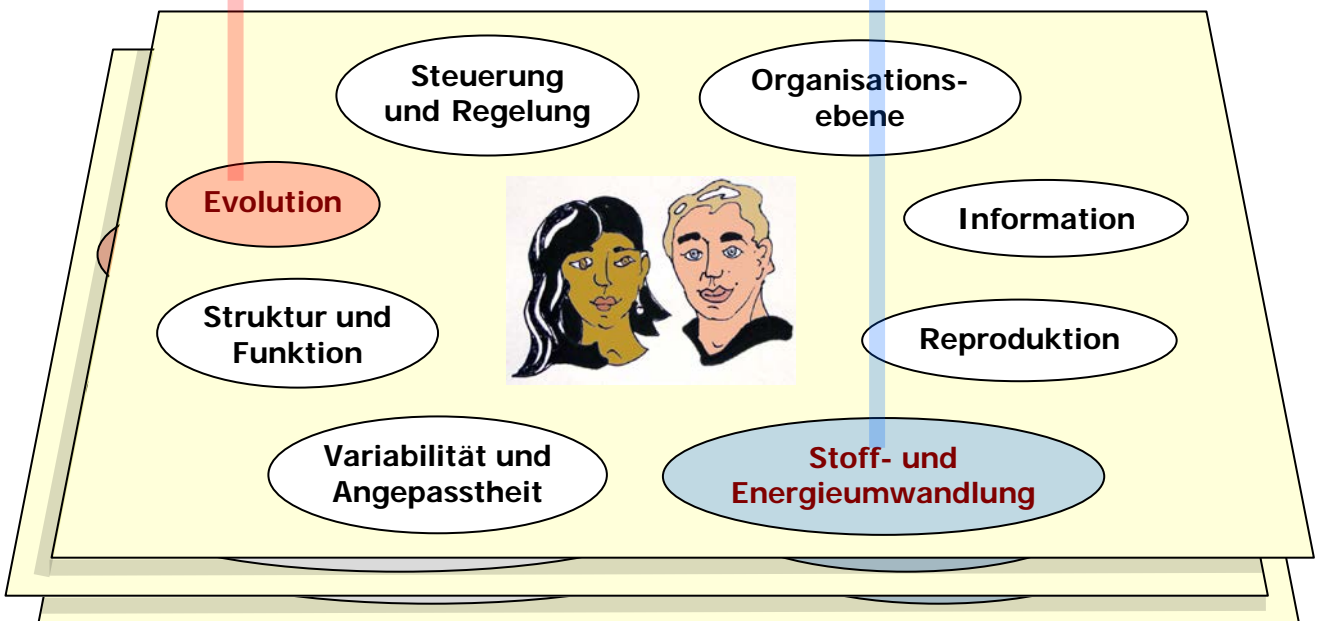 Steuerung
und Regelung
Organisations-
ebene
Evolution
Information
Struktur und
Funktion
Reproduktion
Variabilität und
Angepasstheit
Stoff- und
Energieumwandlung